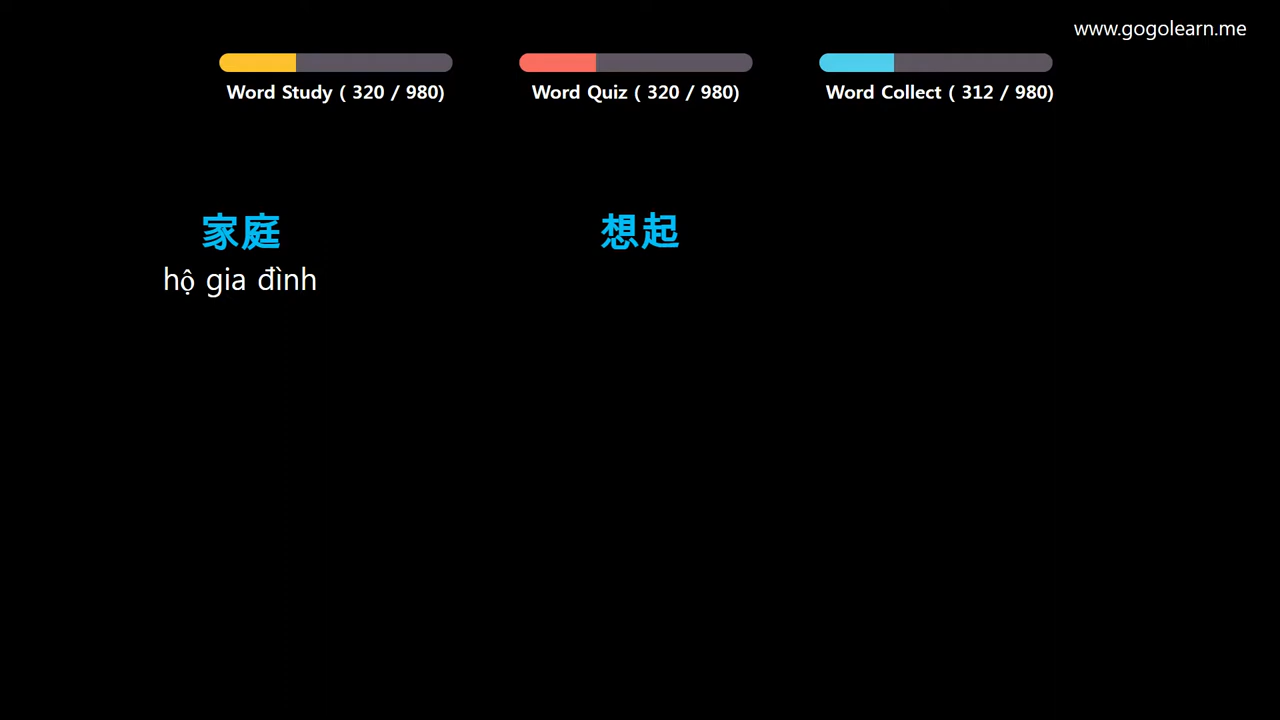 www.gogolearn.me
Word Study ( 320 / 980)
Word Quiz ( 320 / 980)
Word Collect ( 312 / 980)
家庭
想起
hộ gia đình